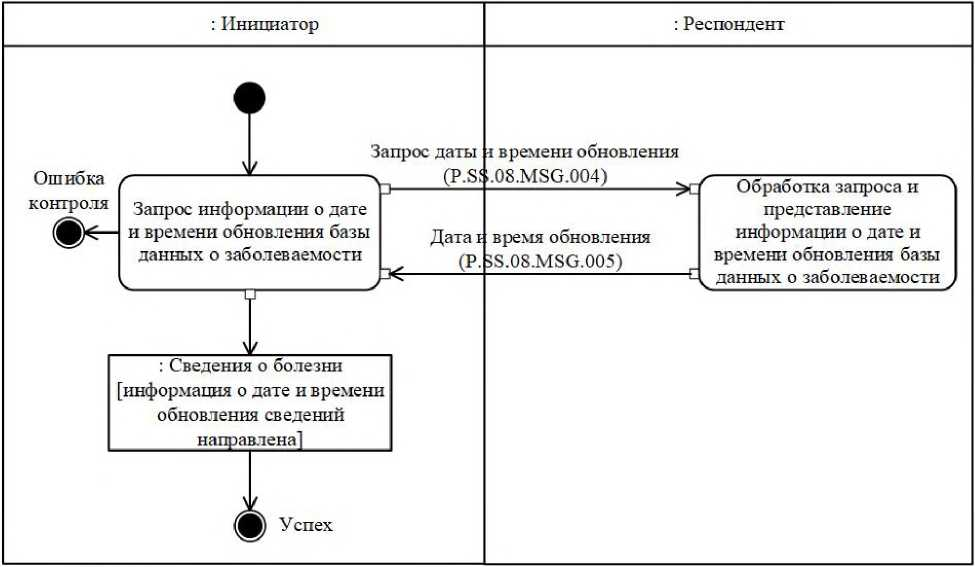 : Инициатор
: Респондент
Запрос даты и времени обновления
(P.SS.08.MSG.004)
Ошибка
контроля
Запрос информации о дате
и времени обновления базы
данных о заболеваемости
Обработка запроса и
представление
информации о дате и
времени обновления базы
данных о заболеваемости
Дата и время обновления
(P.SS.08.MSG.005)
: Сведения о болезни
[информация о дате и времени
обновления сведений
направлена]
Успех